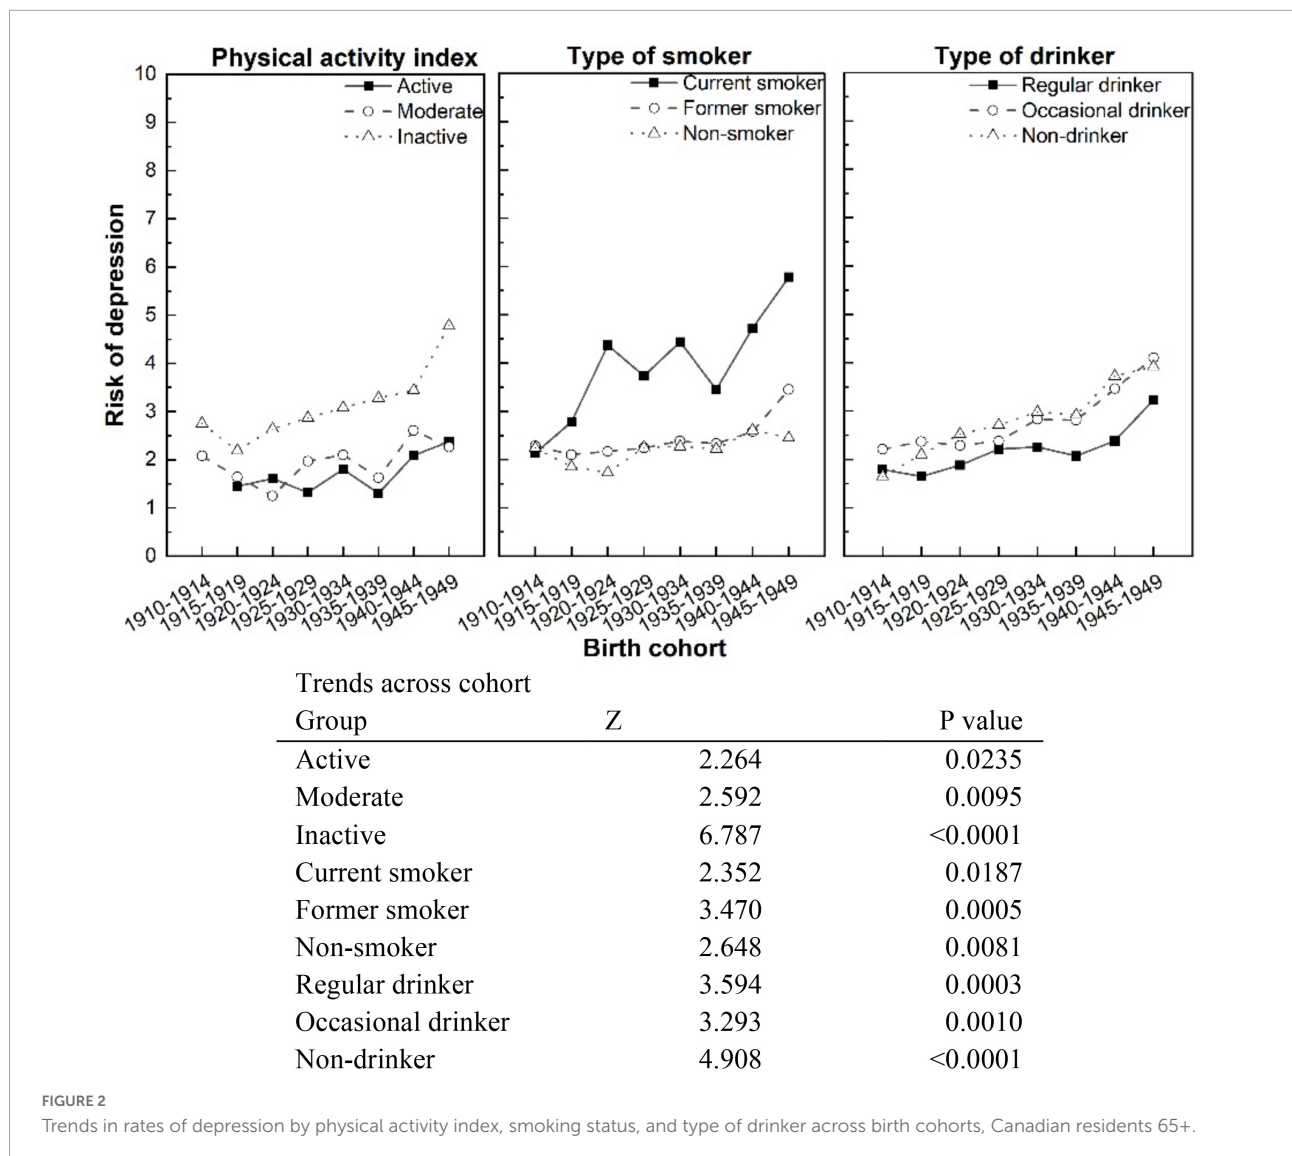 Physical activity index
Type of smoker
Type of drinker
Active
Moderate
Inactive
Current smoker
Former smoker
Non-smoker
Regular drinker
Occasional drinker
Non-drinker
Risk of depression
10
9
8
7
6
5
4
3
2
1
0
1910-1914
1915-1919
1920-1924
1925-1929
1930-1934
1935-1939
1940-1944
1945-1949
1910-1914
1915-1919
1920-1924
1925-1929
1930-1934
1935-1939
1940-1944
1945-1949
1910-1914
1915-1919
1920-1924
1925-1929
1930-1934
1935-1939
1940-1944
1945-1949
Birth cohort
Trends across cohort
Group Z P value
Active 2.264 0.0235
Moderate 2.592 0.0095
Inactive 6.787 <0.0001
Current smoker 2.352 0.0187
Former smoker 3.470 0.0005
Non-smoker 2.648 0.0081
Regular drinker 3.594 0.0003
Occasional drinker 3.293 0.0010
Non-drinker 4.908 <0.0001
FIGURE 2
Trends in rates of depression by physical activity index, smoking status, and type of drinker across birth cohorts, Canadian residents 65+.